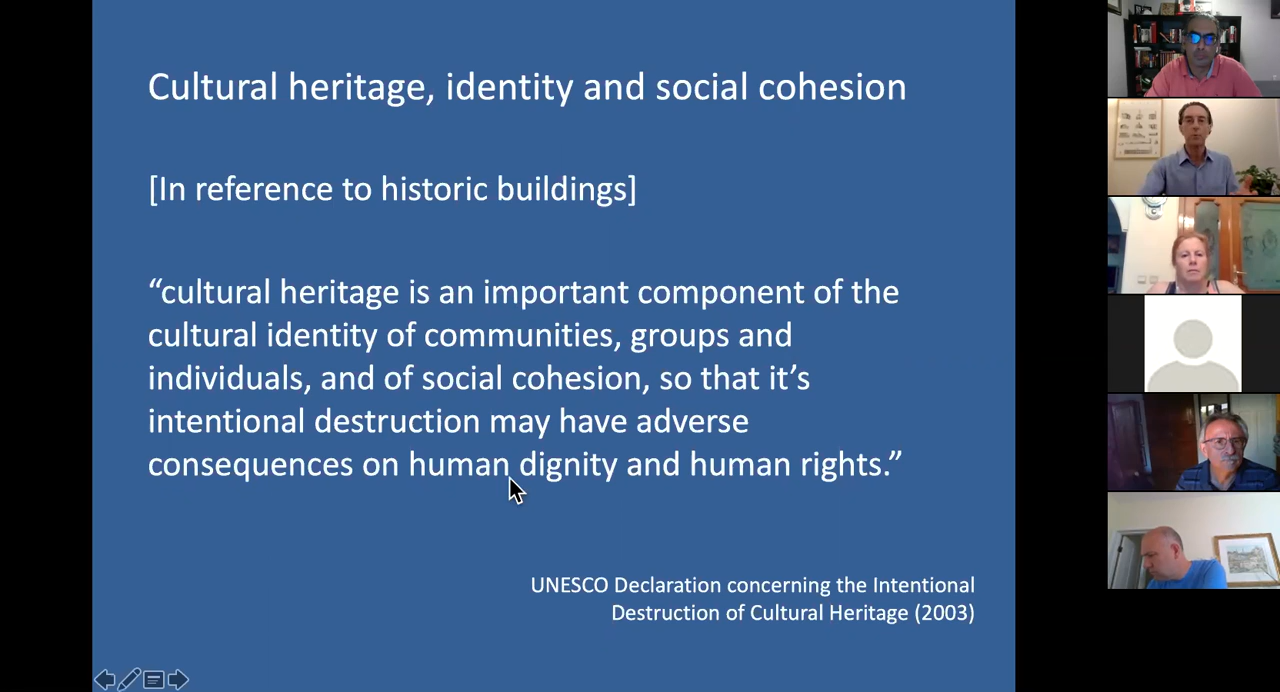 Cultural heritage, identity and social cohesion
[In reference to historic buildings]
“cultural heritage is an important component of the
cultural identity of communities, groups and
individuals, and of social cohesion, so that it’s
intentional destruction may have adverse
consequences on human dignity and human rights.”
UNESCO Declaration concerning the Intentional
Destruction of Cultural Heritage (2003)